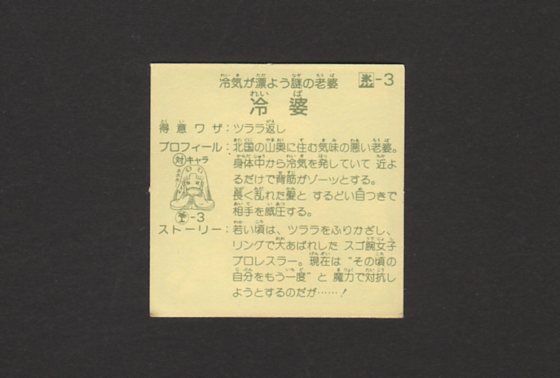 冷気が漂よう謎の老婆
-3
冷婆
得意ワザ：ツララ返し
プロフィール：北国の山奥に住む気味の悪い老婆。
身体中から冷気を発していて 近よ
るだけで背筋がゾーッとする。
長く乱れた髪と するどい目つきで
相手を威圧する。
対キャラ
-3
ストーリー：若い頃は、ツララをふりかざし、
リングで大あばれした スゴ腕女子
プロレスラー。現在は“その頃の
自分をもう一度”と 魔力で対抗し
ようとするのだが……！